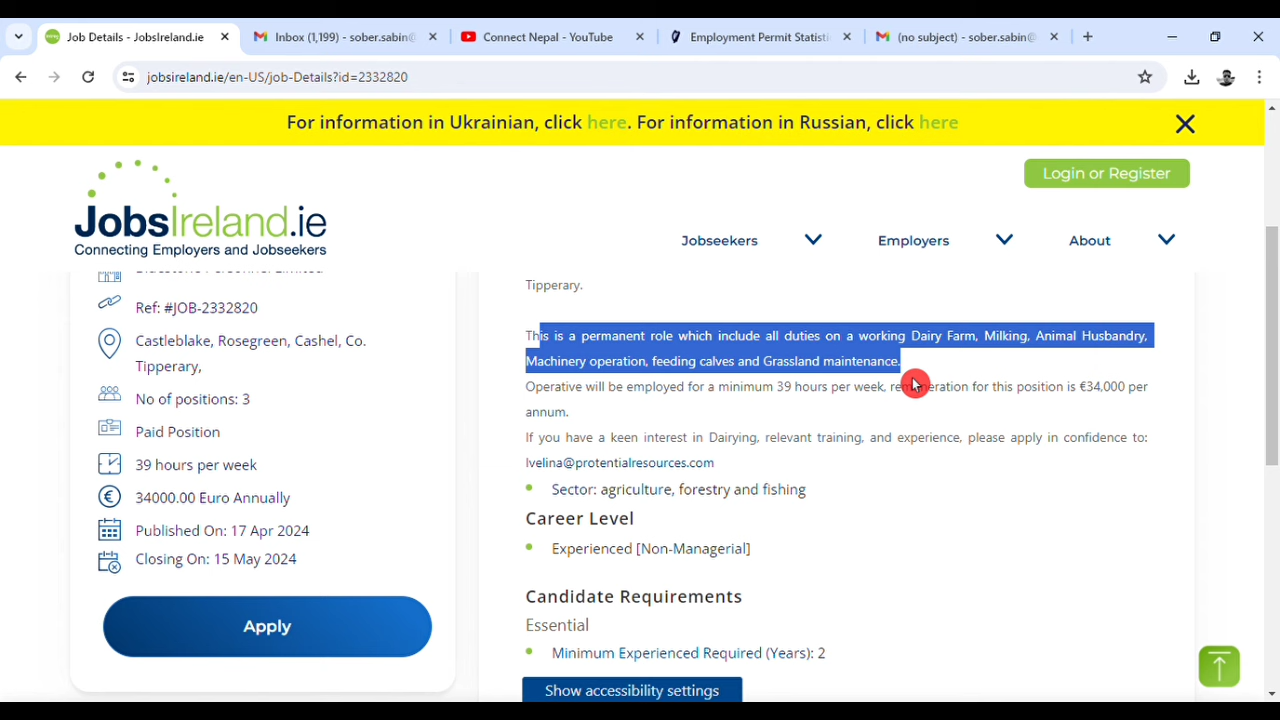 Job Details - JobsIreland.ie
Inbox (1,199) - sober.sabin@
Connect Nepal - YouTube
Employment Permit Statisti
(no subject) - sober.sabin@
jobsireland.ie/en-US/job-Details?id=2332820
For information in Ukrainian, click here. For information in Russian, click here
Login or Register
JobsIreland.ie
Connecting Employers and Jobseekers
Jobseekers
Employers
About
Ref: #JOB-2332820
Castleblake, Rosegreen, Cashel, Co.
Tipperary,
No of positions: 3
Paid Position
39 hours per week
34000.00 Euro Annually
Published On: 17 Apr 2024
Closing On: 15 May 2024
Apply
Tipperary.
This is a permanent role which include all duties on a working Dairy Farm, Milking, Animal Husbandry,
Machinery operation, feeding calves and Grassland maintenance.
Operative will be employed for a minimum 39 hours per week, remuneration for this position is €34,000 per
annum.
If you have a keen interest in Dairying, relevant training, and experience, please apply in confidence to:
Ivelina@protentialresources.com
Sector: agriculture, forestry and fishing
Career Level
Experienced [Non-Managerial]
Candidate Requirements
Essential
Minimum Experienced Required (Years): 2
Show accessibility settings